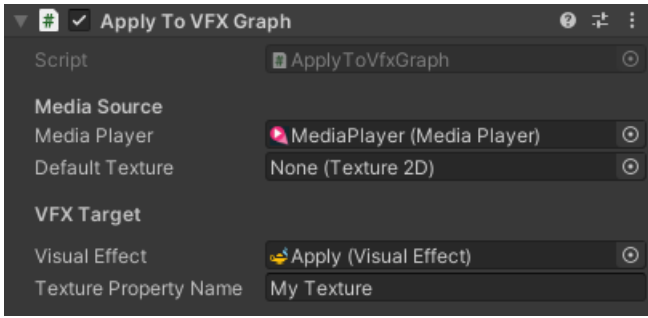 # Apply To VFX Graph
Script # ApplyToVfxGraph
Media Source
Media Player MediaPlayer (Media Player)
Default Texture None (Texture 2D)
VFX Target
Visual Effect Apply (Visual Effect)
Texture Property Name My Texture